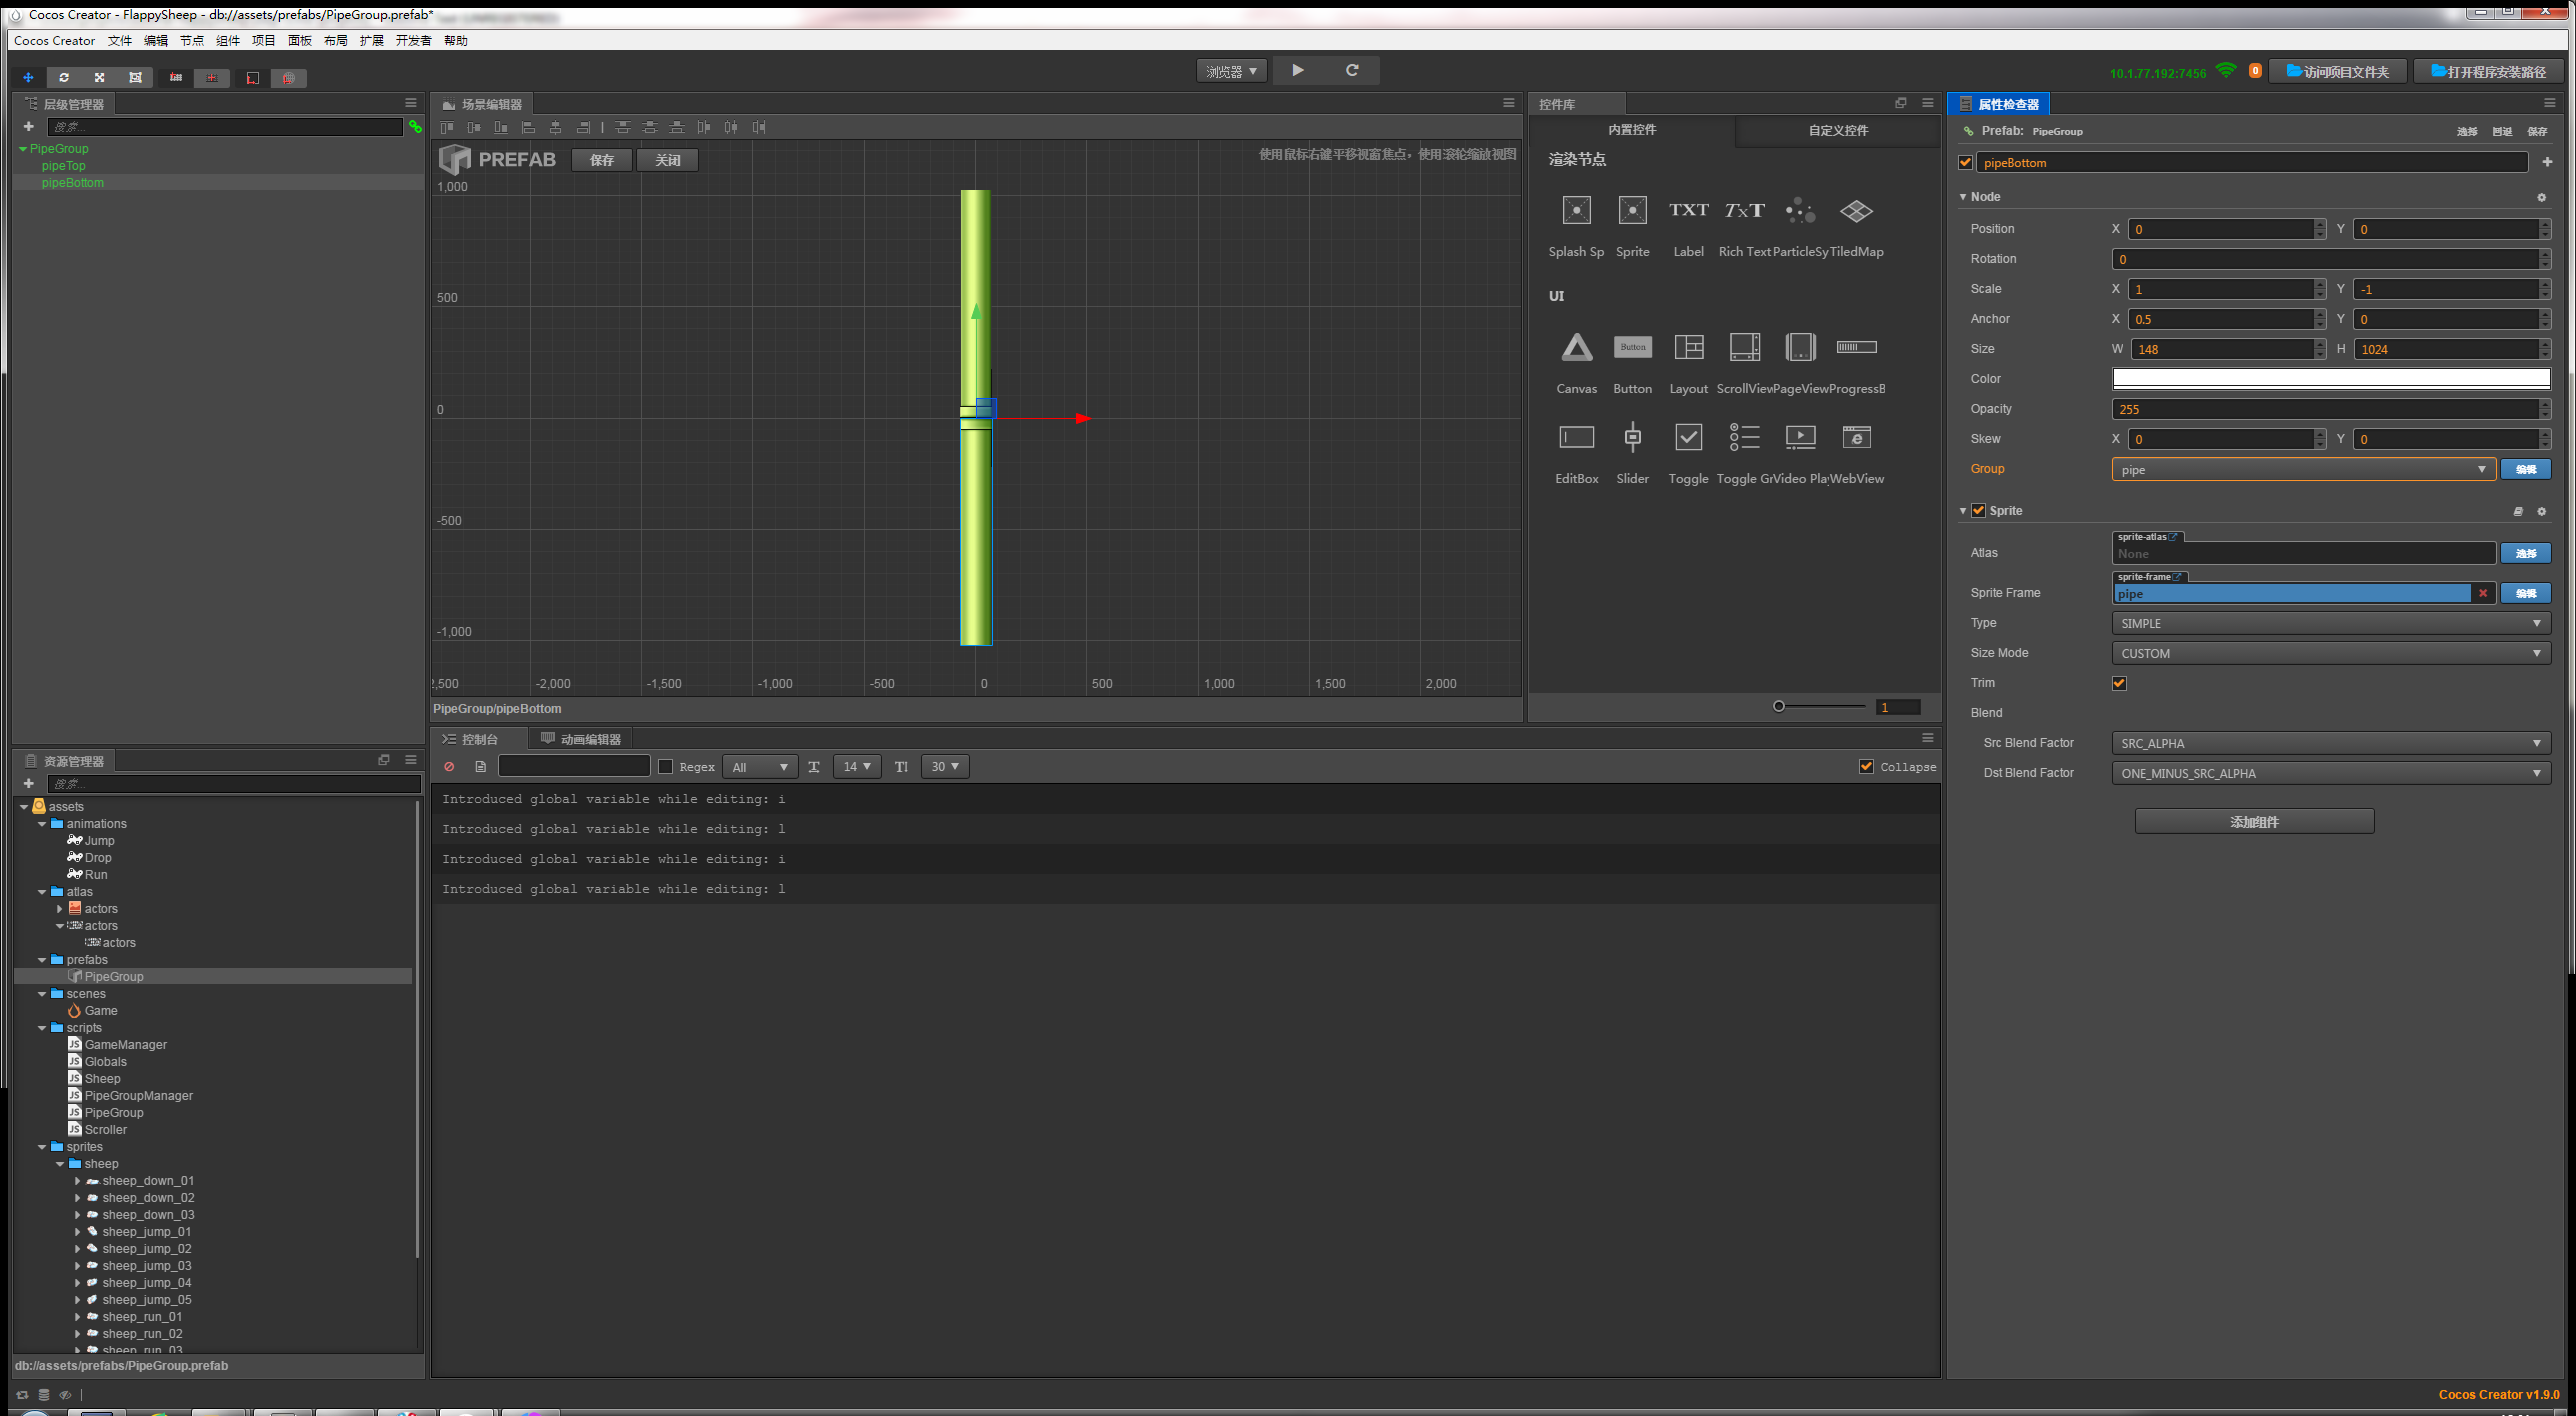 Cocos Creator - FlappySheep - db://assets/prefabs/PipeGroup.prefab*
Cocos Creator 文件 编辑 节点 组件 项目 面板 布局 扩展 开发者 帮助
浏览器
10.1.77.192:7456
0
访问项目文件夹
打开程序安装路径
层级管理器
搜索...
PipeGroup
pipeTop
pipeBottom
场景编辑器
PREFAB
保存
关闭
使用鼠标右键平移视窗焦点，使用滚轮缩放视图
1,000
500
0
-500
-1,000
,500
-2,000
-1,500
-1,000
-500
0
500
1,000
1,500
2,000
PipeGroup/pipeBottom
控件库
内置控件
自定义控件
渲染节点
TXT
TxT
Splash Sp
Sprite
Label
Rich Text
ParticleSy
TiledMap
UI
Button
Canvas
Button
Layout
ScrollView
PageView
ProgressB
EditBox
Slider
Toggle
Toggle Gr
Video Pla
WebView
1
属性检查器
Prefab: PipeGroup
选择 回退 保存
pipeBottom
Node
Position X 0 Y 0
Rotation 0
Scale X 1 Y -1
Anchor X 0.5 Y 0
Size W 148 H 1024
Color
Opacity 255
Skew X 0 Y 0
Group pipe 编辑
Sprite
sprite-atlas
Atlas None 选择
sprite-frame
Sprite Frame pipe 编辑
Type SIMPLE
Size Mode CUSTOM
Trim
Blend
Src Blend Factor SRC_ALPHA
Dst Blend Factor ONE_MINUS_SRC_ALPHA
添加组件
资源管理器
搜索...
assets
animations
Jump
Drop
Run
atlas
actors
actors
actors
prefabs
PipeGroup
scenes
Game
scripts
JS GameManager
JS Globals
JS Sheep
JS PipeGroupManager
JS PipeGroup
JS Scroller
sprites
sheep
sheep_down_01
sheep_down_02
sheep_down_03
sheep_jump_01
sheep_jump_02
sheep_jump_03
sheep_jump_04
sheep_jump_05
sheep_run_01
sheep_run_02
sheep_run_03
db://assets/prefabs/PipeGroup.prefab
控制台
动画编辑器
Regex
All
14
30
Collapse
Introduced global variable while editing: i
Introduced global variable while editing: l
Introduced global variable while editing: i
Introduced global variable while editing: l
Cocos Creator v1.9.0